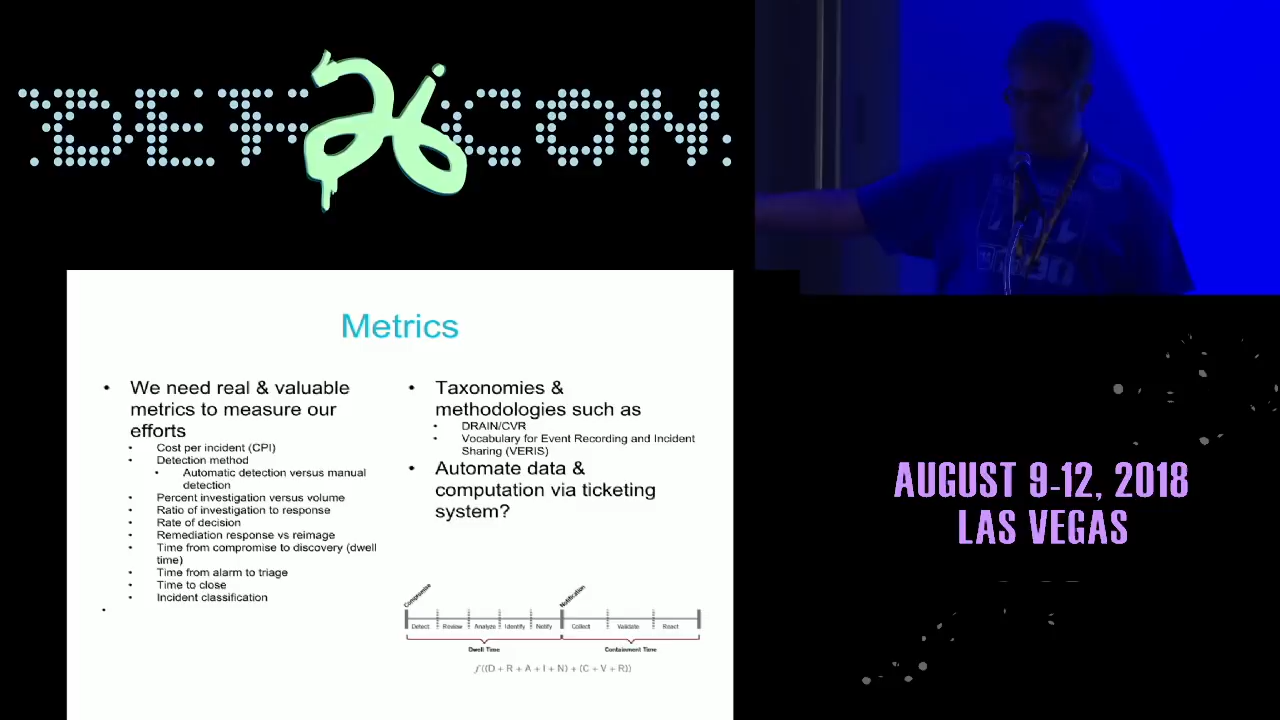 DEF 26 CON
Metrics
• We need real & valuable
metrics to measure our
efforts
• Cost per incident (CPI)
• Detection method
• Automatic detection versus manual
detection
• Percent investigation versus volume
• Ratio of investigation to response
• Rate of decision
• Remediation response vs reimage
• Time from compromise to discovery (dwell
time)
• Time from alarm to triage
• Time to close
• Incident classification
•
• Taxonomies &
methodologies such as
• DRAIN/CVR
• Vocabulary for Event Recording and Incident
Sharing (VERIS)
• Automate data &
computation via ticketing
system?
Compromise
Notification
Detect Review Analyze Identify Notify Collect Validate React
Dwell Time Containment Time
f((D + R + A + I + N) + (C + V + R))
AUGUST 9-12, 2018
LAS VEGAS